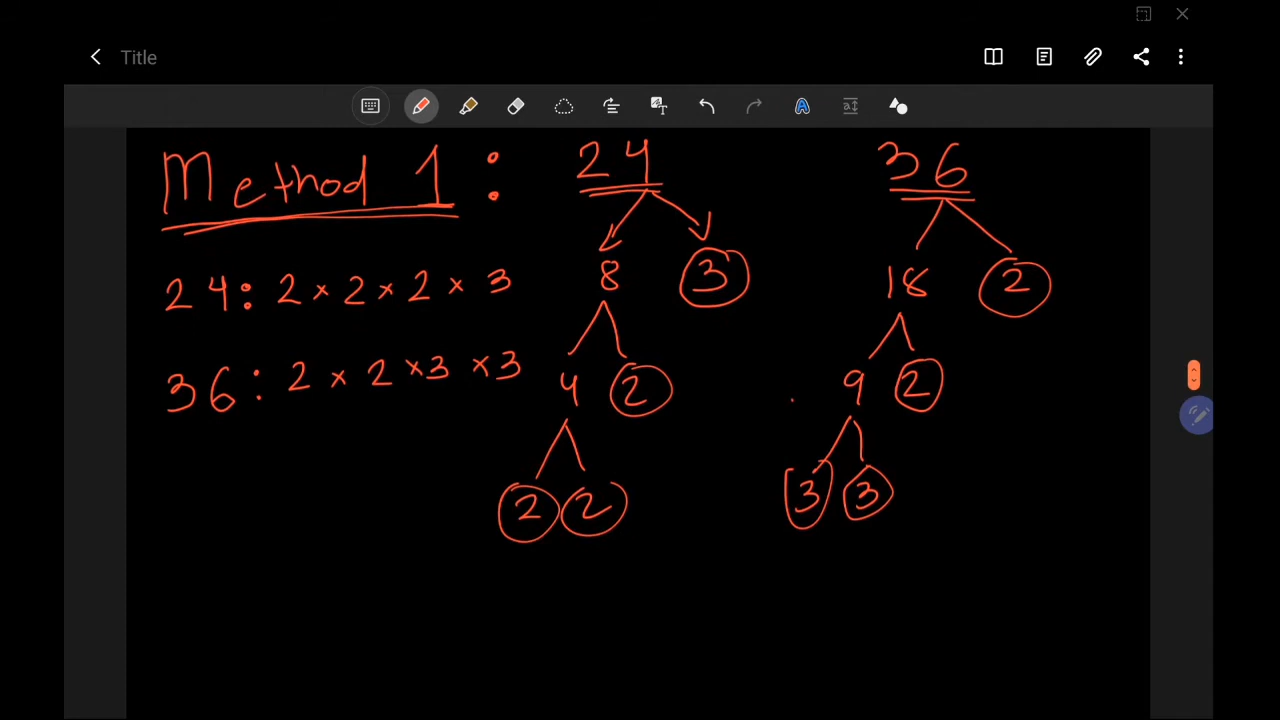 Title
Method 1 : 24 36
8 3 18 2
24: 2 × 2 × 2 × 3
36: 2 × 2 × 3 × 3
4 2 9 2
2 2 3 3